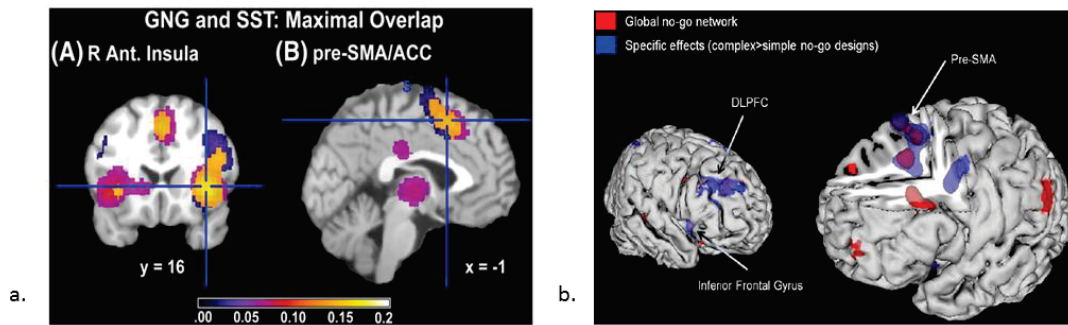 GNG and SST: Maximal Overlap
(A) R Ant. Insula
(B) pre-SMA/ACC
S
y = 16
x = -1
.00 0.05 0.10 0.15 0.2
a.
Global no-go network
Specific effects (complex>simple no-go designs)
Pre-SMA
DLPFC
Inferior Frontal Gyrus
b.